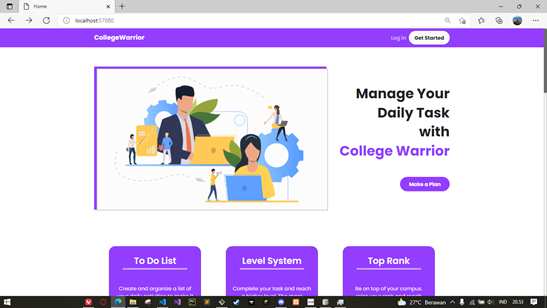 Home
localhost:57080
CollegeWarrior
Log in
Get Started
Manage Your
Daily Task
with
College Warrior
Make a Plan
To Do List
Create and organize a list of
Level System
Complete your task and reach
Top Rank
Be on top of your campus.
27°C Berawan
IND
20.53